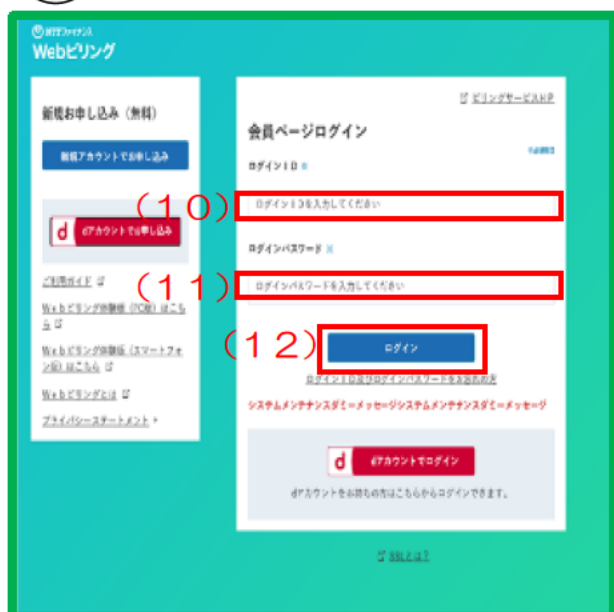 NTTファイナンス
Webビリング
新規お申し込み（無料）
新規アカウントでお申し込み
d dアカウントでお申し込み
ご利用ガイド
Webビリング体験版（PC版）はこち
ら
Webビリング体験版（スマートフォ
ン版）はこちら
Webビリングとは
プライバシーステートメント
ビリングサービスHP
会員ページログイン
ログインID ※
（10）
ログインIDを入力してください
ログインパスワード ※
（11）
ログインパスワードを入力してください
（12）
ログイン
ログインID及びログインパスワードをお忘れの方
システムメンテナンスダミーメッセージシステムメンテナンスダミーメッセージ
d dアカウントでログイン
dアカウントをお持ちの方はこちらからログインできます。
SSLとは？